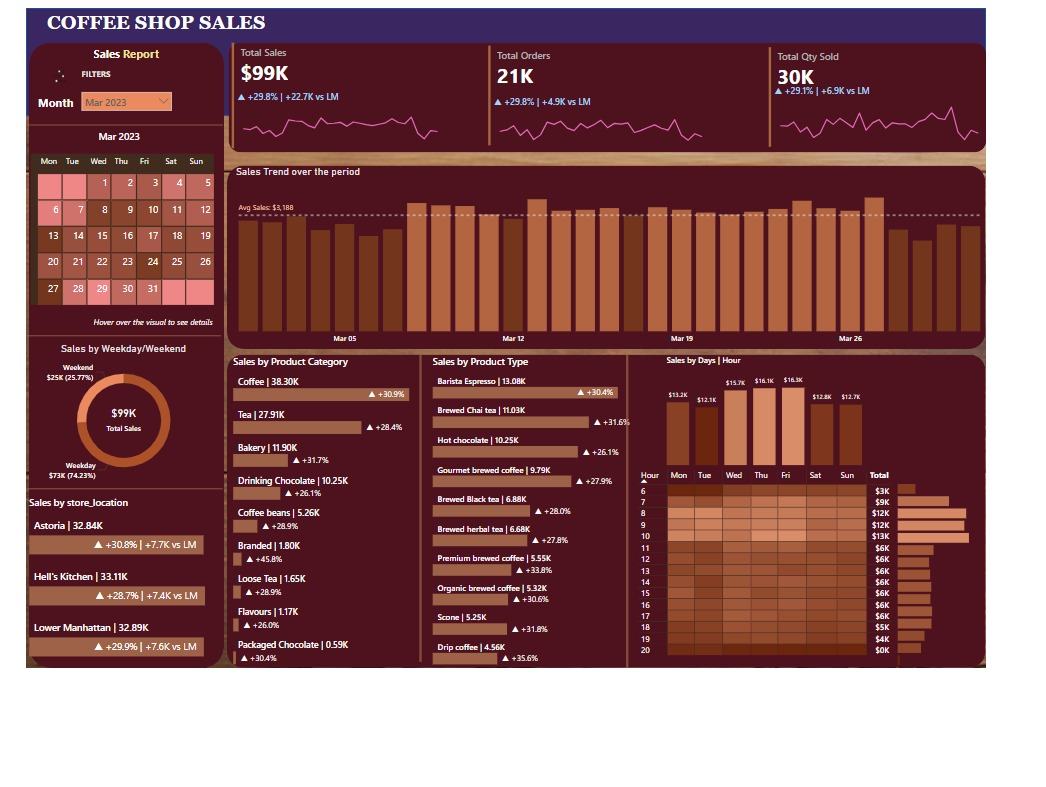 COFFEE SHOP SALES
Sales Report
FILTERS
Month Mar 2023
Mar 2023
Mon Tue Wed Thu Fri Sat Sun
1 2 3 4 5
6 7 8 9 10 11 12
13 14 15 16 17 18 19
20 21 22 23 24 25 26
27 28 29 30 31
Hover over the visual to see details
Sales by Weekday/Weekend
Weekend
$25K (25.77%)
$99K
Total Sales
Weekday
$73K (74.23%)
Sales by store_location
Astoria | 32.84K
▲ +30.8% | +7.7K vs LM
Hell's Kitchen | 33.11K
▲ +28.7% | +7.4K vs LM
Lower Manhattan | 32.89K
▲ +29.9% | +7.6K vs LM
Total Sales
$99K
▲ +29.8% | +22.7K vs LM
Total Orders
21K
▲ +29.8% | +4.9K vs LM
Total Qty Sold
30K
▲ +29.1% | +6.9K vs LM
Sales Trend over the period
Avg Sales: $3,188
Mar 05 Mar 12 Mar 19 Mar 26
Sales by Product Category
Coffee | 38.30K
▲ +30.9%
Tea | 27.91K
▲ +28.4%
Bakery | 11.90K
▲ +31.7%
Drinking Chocolate | 10.25K
▲ +26.1%
Coffee beans | 5.26K
▲ +28.9%
Branded | 1.80K
▲ +45.8%
Loose Tea | 1.65K
▲ +28.9%
Flavours | 1.17K
▲ +26.0%
Packaged Chocolate | 0.59K
▲ +30.4%
Sales by Product Type
Barista Espresso | 13.08K
▲ +30.4%
Brewed Chai tea | 11.03K
▲ +31.6%
Hot chocolate | 10.25K
▲ +26.1%
Gourmet brewed coffee | 9.79K
▲ +27.9%
Brewed Black tea | 6.88K
▲ +28.0%
Brewed herbal tea | 6.68K
▲ +27.8%
Premium brewed coffee | 5.55K
▲ +33.8%
Organic brewed coffee | 5.32K
▲ +30.6%
Scone | 5.25K
▲ +31.8%
Drip coffee | 4.56K
▲ +35.6%
Sales by Days | Hour
$13.2K $12.1K $15.7K $16.1K $16.3K $12.8K $12.7K
Hour Mon Tue Wed Thu Fri Sat Sun Total
6 $3K
7 $9K
8 $12K
9 $12K
10 $13K
11 $6K
12 $6K
13 $6K
14 $6K
15 $6K
16 $6K
17 $6K
18 $5K
19 $4K
20 $0K